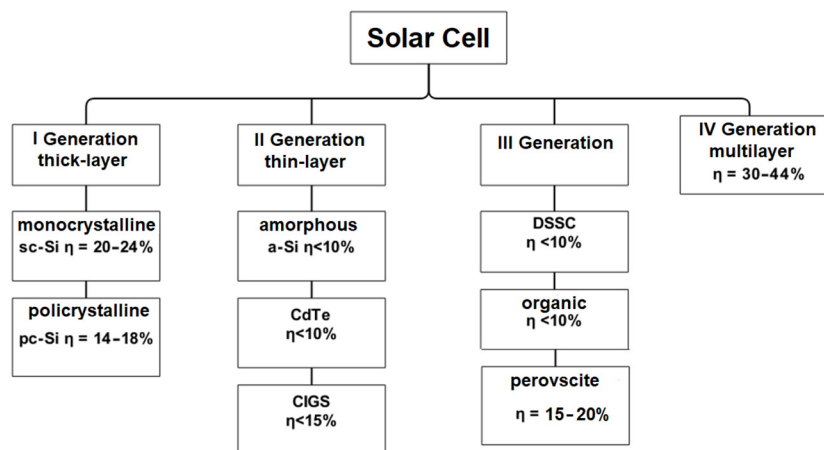 Solar Cell
I Generation
thick-layer
monocrystalline
sc-Si η = 20–24%
policrystalline
pc-Si η = 14–18%
II Generation
thin-layer
amorphous
a-Si η<10%
CdTe
η<10%
CIGS
η<15%
III Generation
DSSC
η <10%
organic
η <10%
perovscite
η = 15–20%
IV Generation
multilayer
η = 30–44%